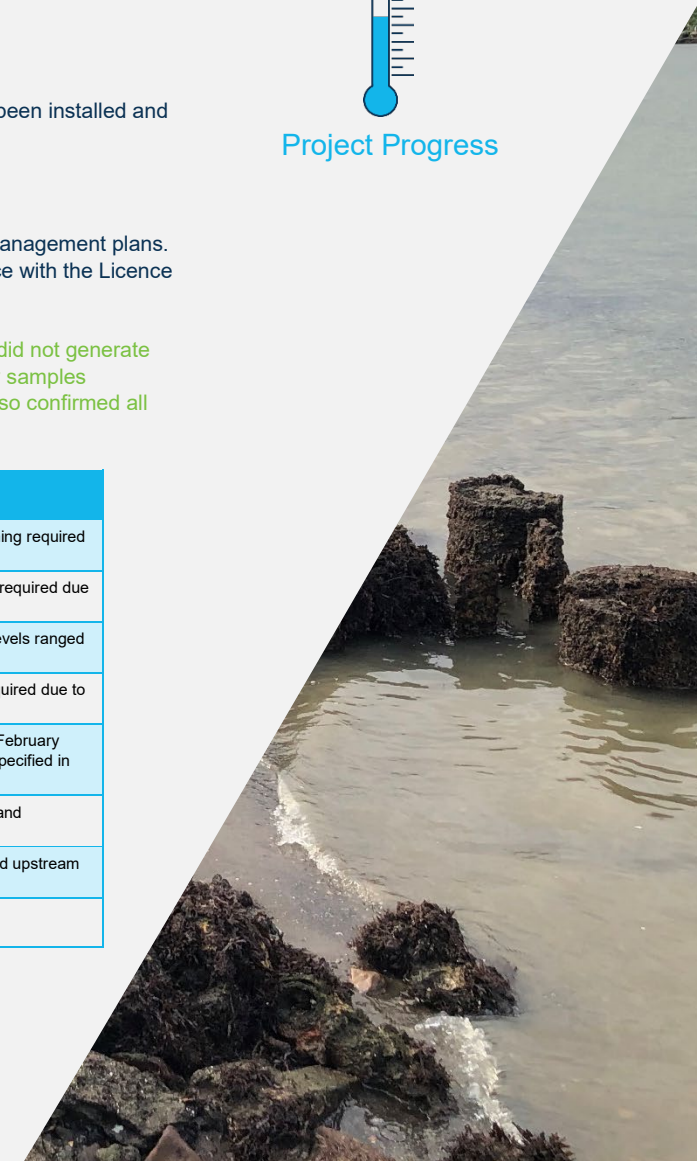 been installed and
Project Progress
anagement plans.
ce with the Licence
did not generate
samples
so confirmed all
ing required
required due
evels ranged
uired due to
February
pecified in
and
d upstream